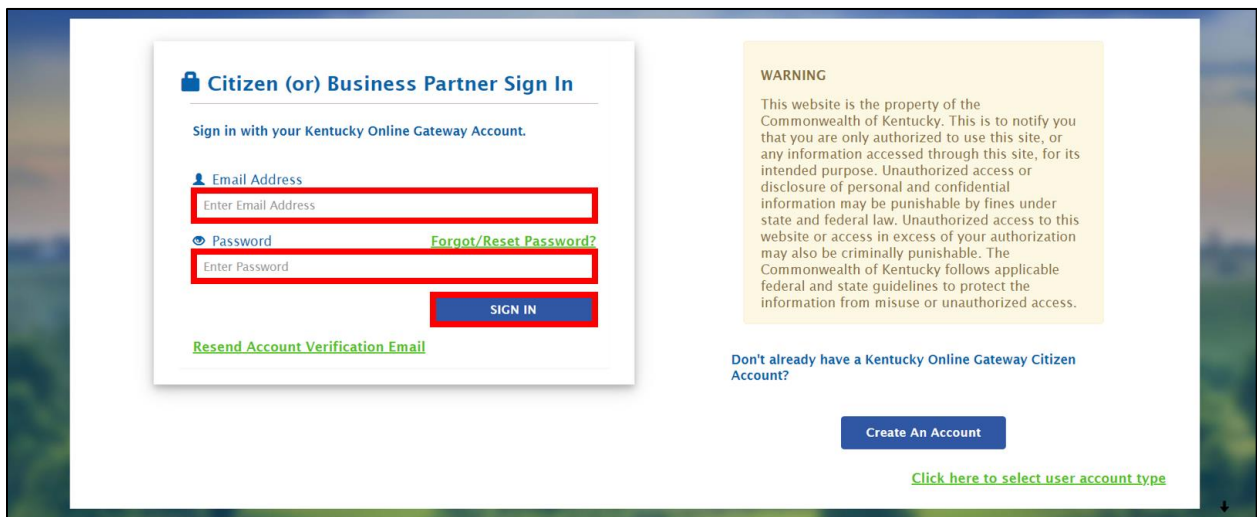 Citizen (or) Business Partner Sign In
Sign in with your Kentucky Online Gateway Account.
Email Address
Enter Email Address
Password
Forgot/Reset Password?
Enter Password
SIGN IN
Resend Account Verification Email
WARNING
This website is the property of the
Commonwealth of Kentucky. This is to notify you
that you are only authorized to use this site, or
any information accessed through this site, for its
intended purpose. Unauthorized access or
disclosure of personal and confidential
information may be punishable by fines under
state and federal law. Unauthorized access to this
website or access in excess of your authorization
may also be criminally punishable. The
Commonwealth of Kentucky follows applicable
federal and state guidelines to protect the
information from misuse or unauthorized access.
Don't already have a Kentucky Online Gateway Citizen
Account?
Create An Account
Click here to select user account type